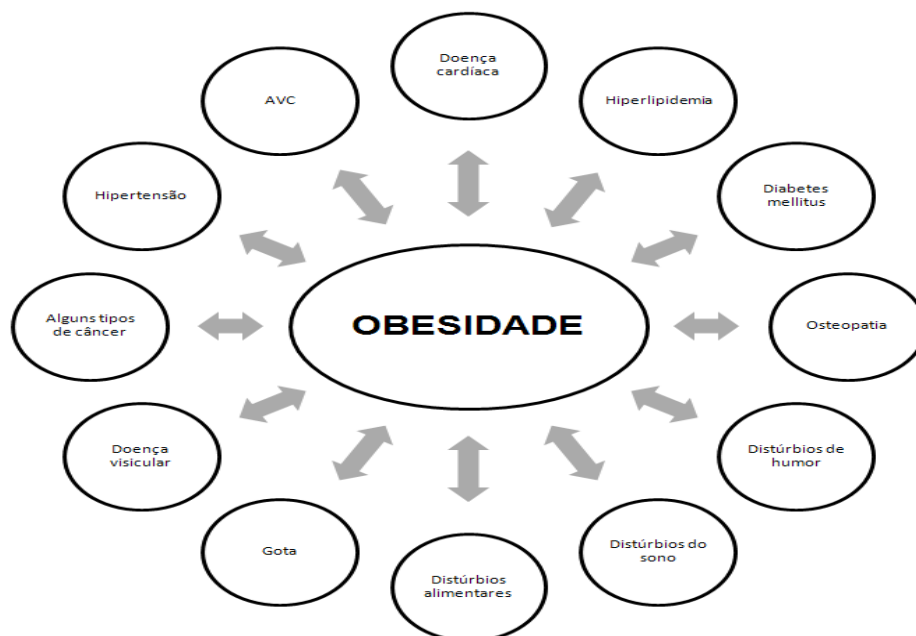 Doença
cardíaca
AVC
Hiperlipidemia
Hipertensão
Diabetes
mellitus
Alguns tipos
de câncer
OBESIDADE
Osteopatia
Doença
visicular
Distúrbios de
humor
Gota
Distúrbios do
sono
Distúrbios
alimentares